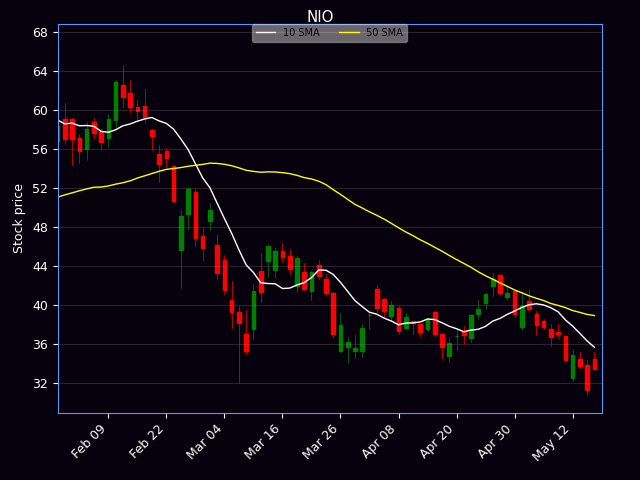 NIO
10 SMA
50 SMA
Stock price
68
64
60
56
52
48
44
40
36
32
Feb 09
Feb 22
Mar 04
Mar 16
Mar 26
Apr 08
Apr 20
Apr 30
May 12